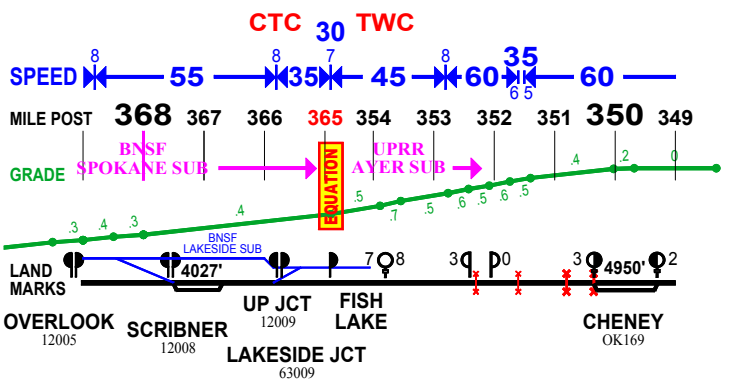 CTC 30 TWC
8 8 7 8 35
SPEED 55 35 45 60 60
6 5
MILE POST 368 367 366 365 354 353 352 351 350 349
BNSF
SPOKANE SUB
UPRR
AYER SUB
EQUATION
GRADE .3 .4 .3 .4 .5 .7 .5 .6 .5 .6 .5 .4 .2 0
BNSF
LAKESIDE SUB
LAND
MARKS
4027' 7 8 3 0 3 4950' 2
OVERLOOK
12005
SCRIBNER
12008
UP JCT
12009
LAKESIDE JCT
63009
FISH
LAKE
CHENEY
OK169